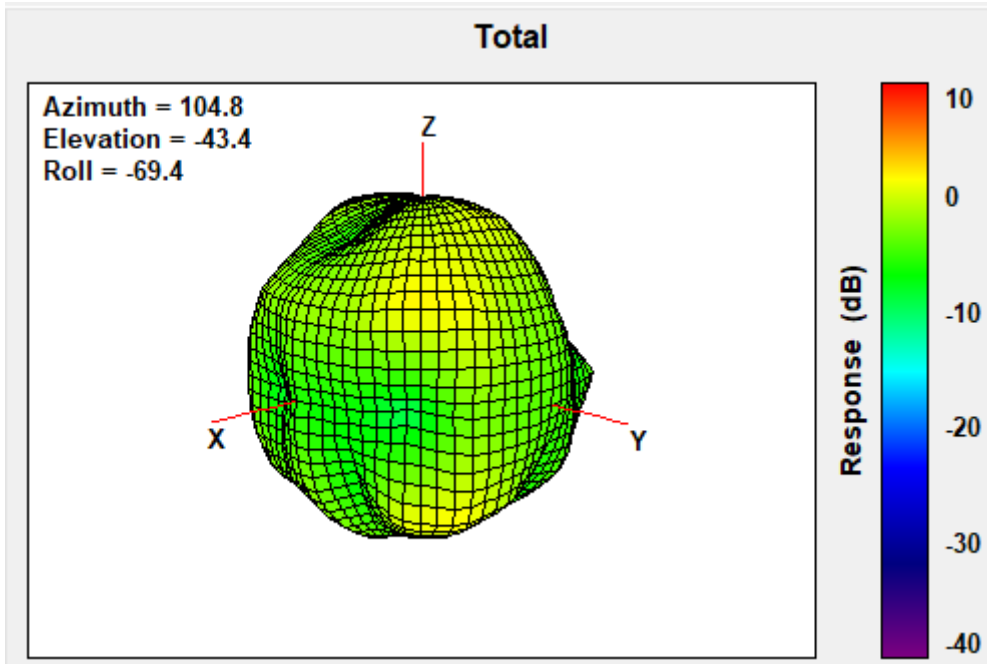 Total
Azimuth = 104.8
Elevation = -43.4
Roll = -69.4
Z
X
Y
10
0
-10
-20
-30
-40
Response (dB)